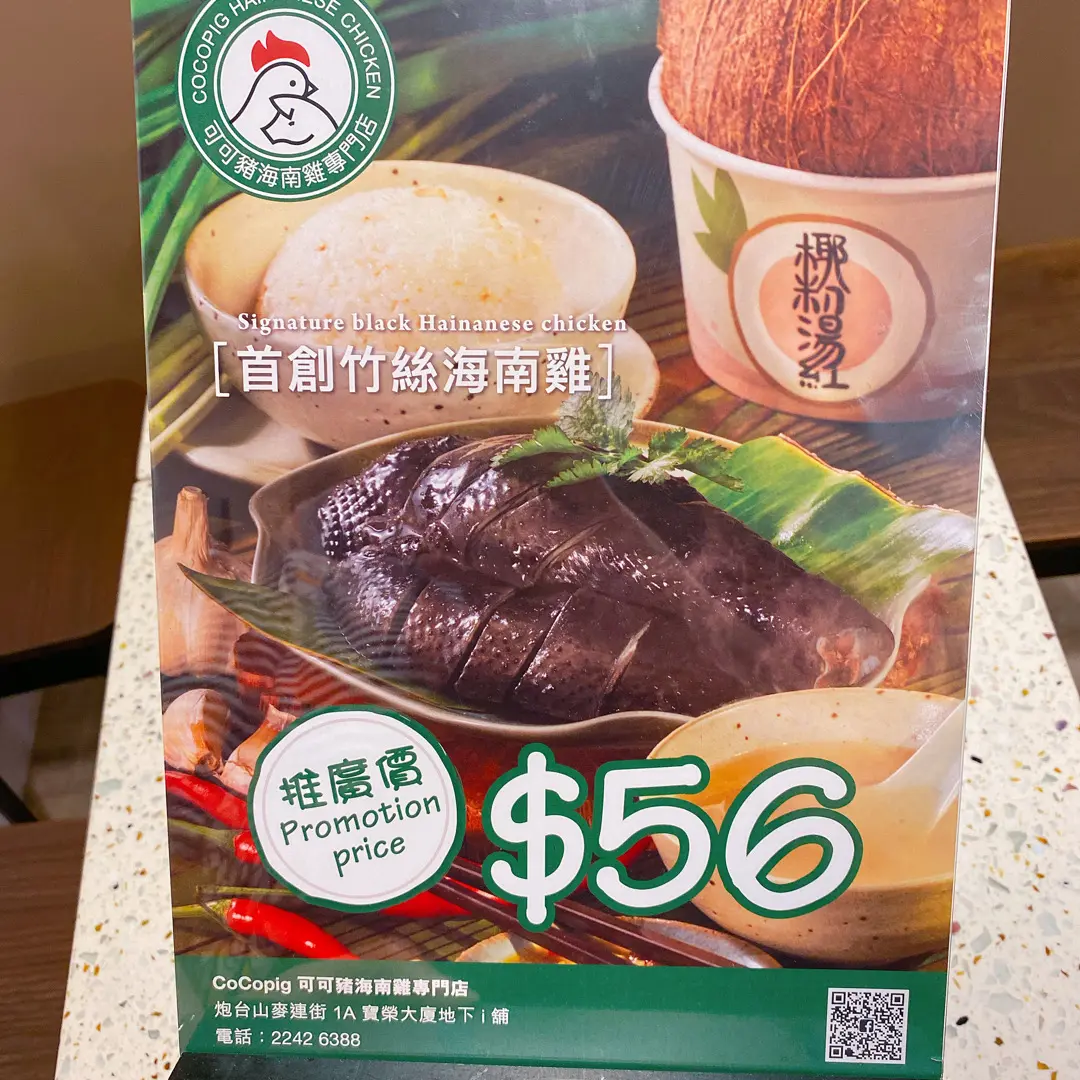 COCOPIG HAINANESE CHICKEN
可可豬海南雞專門店
椰粉湯紅
Signature black Hainanese chicken
[首創竹絲海南雞]
推廣價
Promotion
price
$56
CoCopig 可可豬海南雞專門店
炮台山麥連街 1A 寶榮大廈地下 i 舖
電話：2242 6388